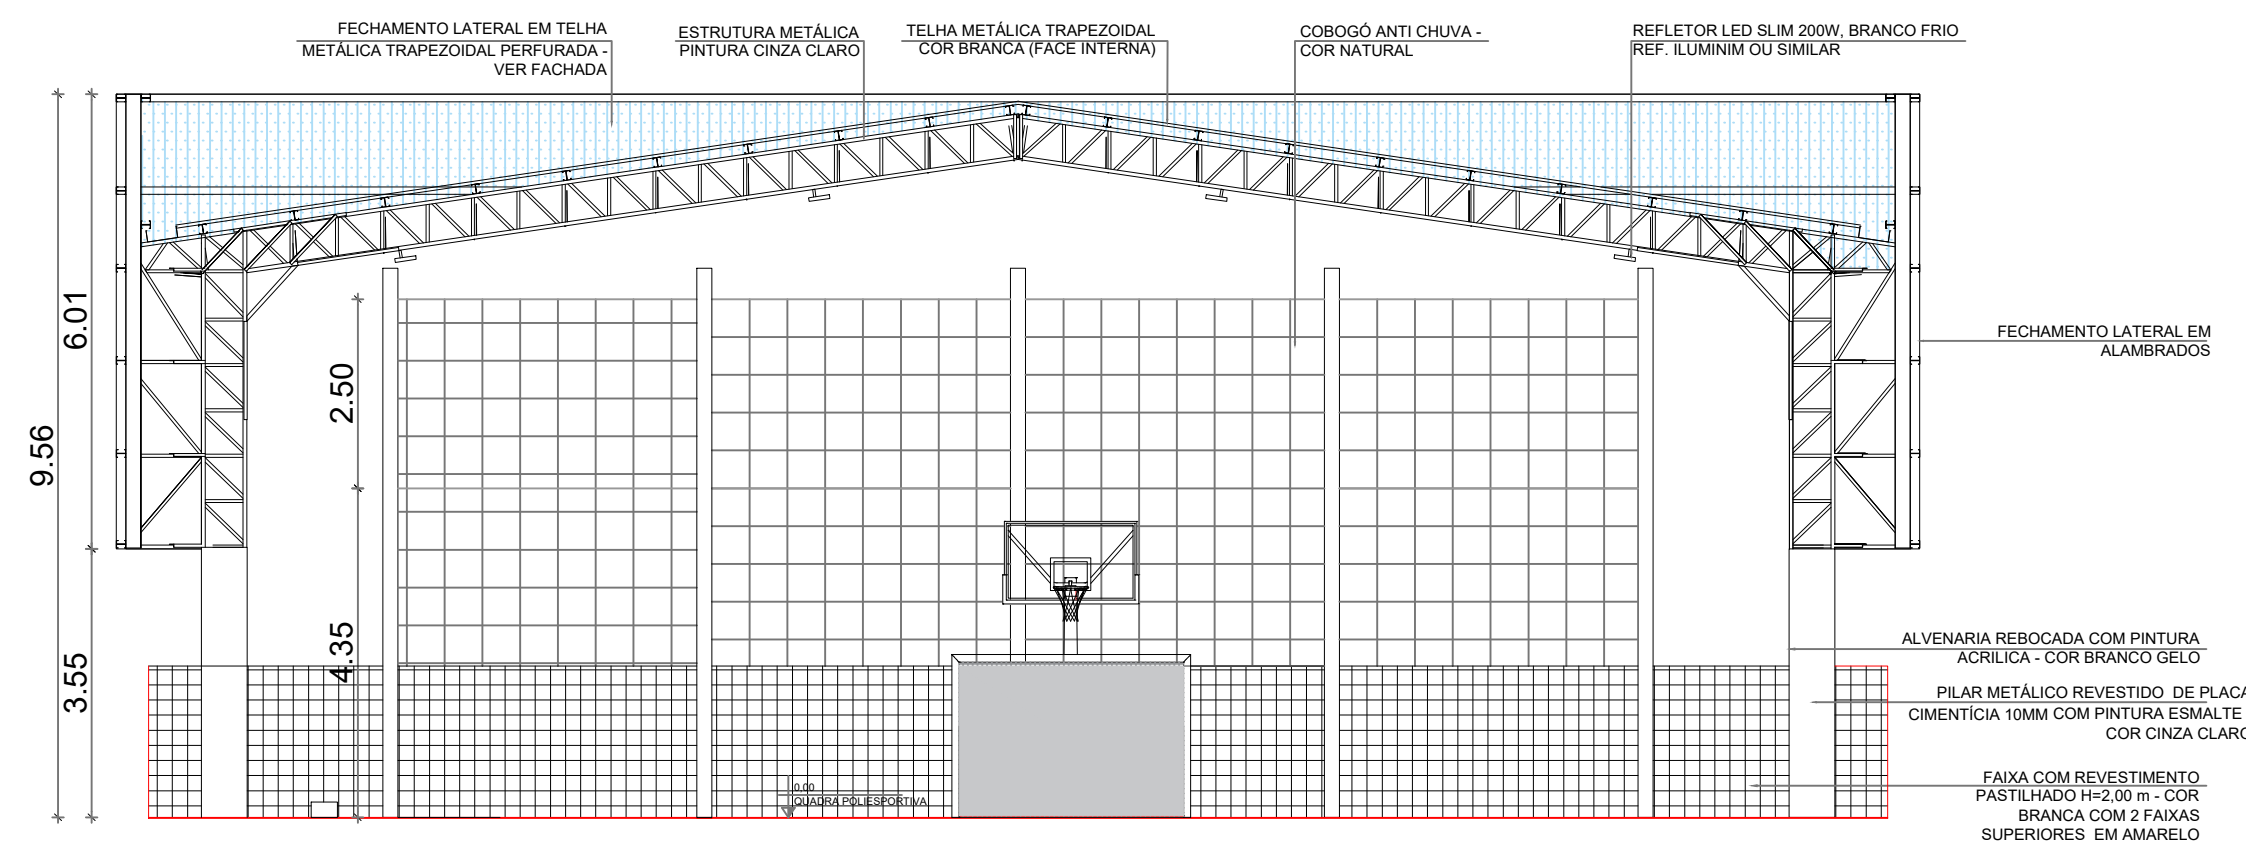 FECHAMENTO LATERAL EM TELHA
METÁLICA TRAPEZOIDAL PERFURADA -
VER FACHADA
ESTRUTURA METÁLICA
PINTURA CINZA CLARO
TELHA METÁLICA TRAPEZOIDAL
COR BRANCA (FACE INTERNA)
COBOGÓ ANTI CHUVA -
COR NATURAL
REFLETOR LED SLIM 200W, BRANCO FRIO
REF. ILUMINIM OU SIMILAR
9.56
6.01
3.55
2.50
4.35
FECHAMENTO LATERAL EM
ALAMBRADOS
ALVENARIA REBOCADA COM PINTURA
ACRILICA - COR BRANCO GELO
PILAR METÁLICO REVESTIDO DE PLACA
CIMENTÍCIA 10MM COM PINTURA ESMALTE
COR CINZA CLARO
0,00
QUADRA POLIESPORTIVA
FAIXA COM REVESTIMENTO
PASTILHADO H=2,00 m - COR
BRANCA COM 2 FAIXAS
SUPERIORES EM AMARELO